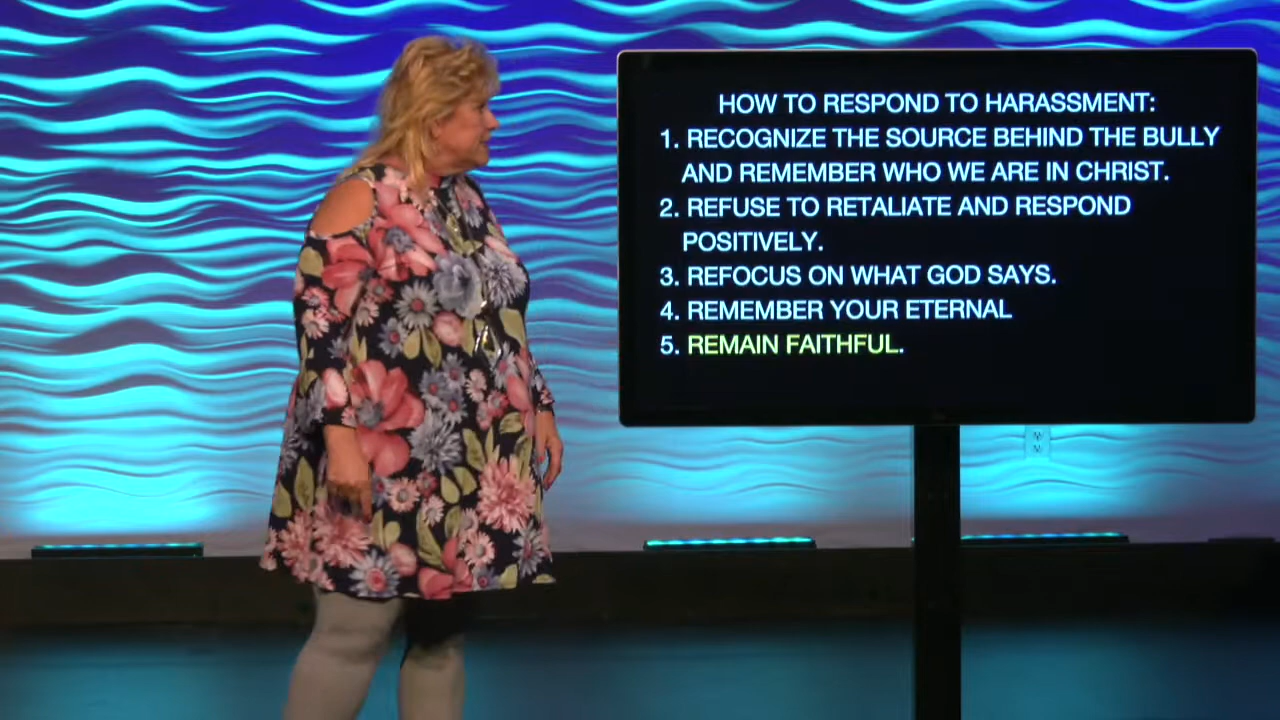 HOW TO RESPOND TO HARASSMENT:
1. RECOGNIZE THE SOURCE BEHIND THE BULLY
AND REMEMBER WHO WE ARE IN CHRIST.
2. REFUSE TO RETALIATE AND RESPOND
POSITIVELY.
3. REFOCUS ON WHAT GOD SAYS.
4. REMEMBER YOUR ETERNAL
5. REMAIN FAITHFUL.